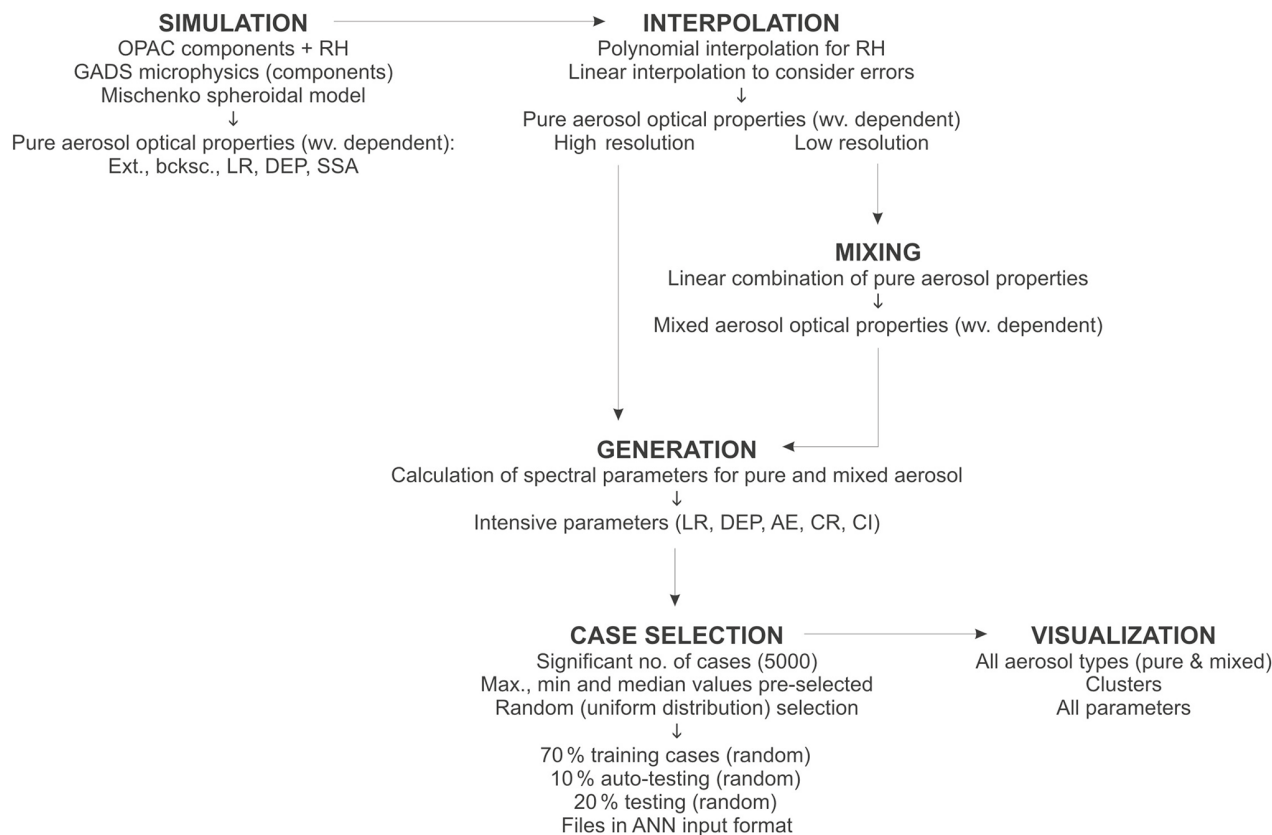 SIMULATION
OPAC components + RH
GADS microphysics (components)
Mischenko spheroidal model
↓
Pure aerosol optical properties (wv. dependent):
Ext., bcksc., LR, DEP, SSA
INTERPOLATION
Polynomial interpolation for RH
Linear interpolation to consider errors
↓
Pure aerosol optical properties (wv. dependent)
High resolution
Low resolution
MIXING
Linear combination of pure aerosol properties
↓
Mixed aerosol optical properties (wv. dependent)
GENERATION
Calculation of spectral parameters for pure and mixed aerosol
↓
Intensive parameters (LR, DEP, AE, CR, CI)
CASE SELECTION
Significant no. of cases (5000)
Max., min and median values pre-selected
Random (uniform distribution) selection
↓
70 % training cases (random)
10 % auto-testing (random)
20 % testing (random)
Files in ANN input format
VISUALIZATION
All aerosol types (pure & mixed)
Clusters
All parameters